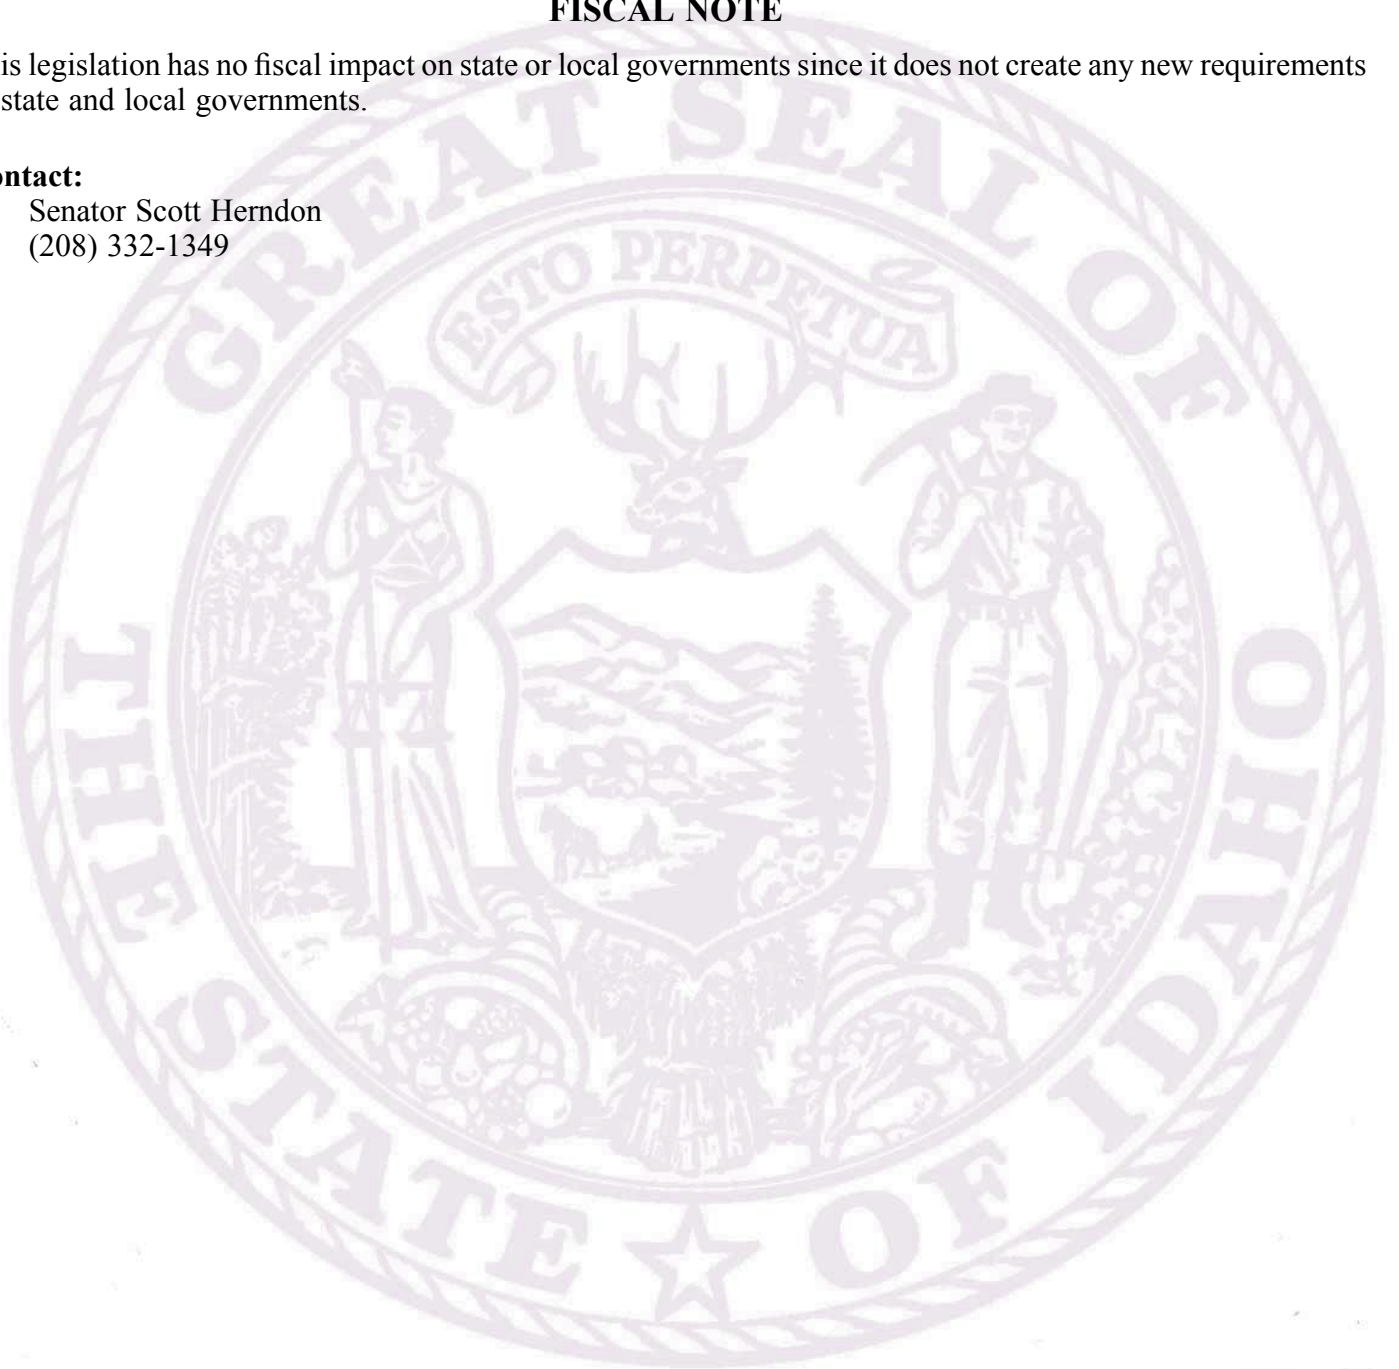 FISCAL NOTE
is legislation has no fiscal impact on state or local governments since it does not create any new requirements
state and local governments.
ontact:
Senator Scott Herndon
(208) 332-1349
GREAT SEAL OF
THE STATE OF IDAHO
ESTO PERPETUA